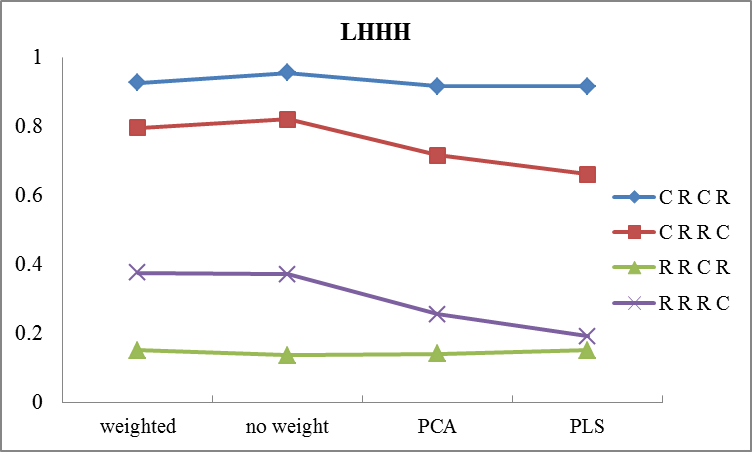 LHHH
1
0.8
0.6
0.4
0.2
0
weighted no weight PCA PLS
C R C R
C R R C
R R C R
R R R C